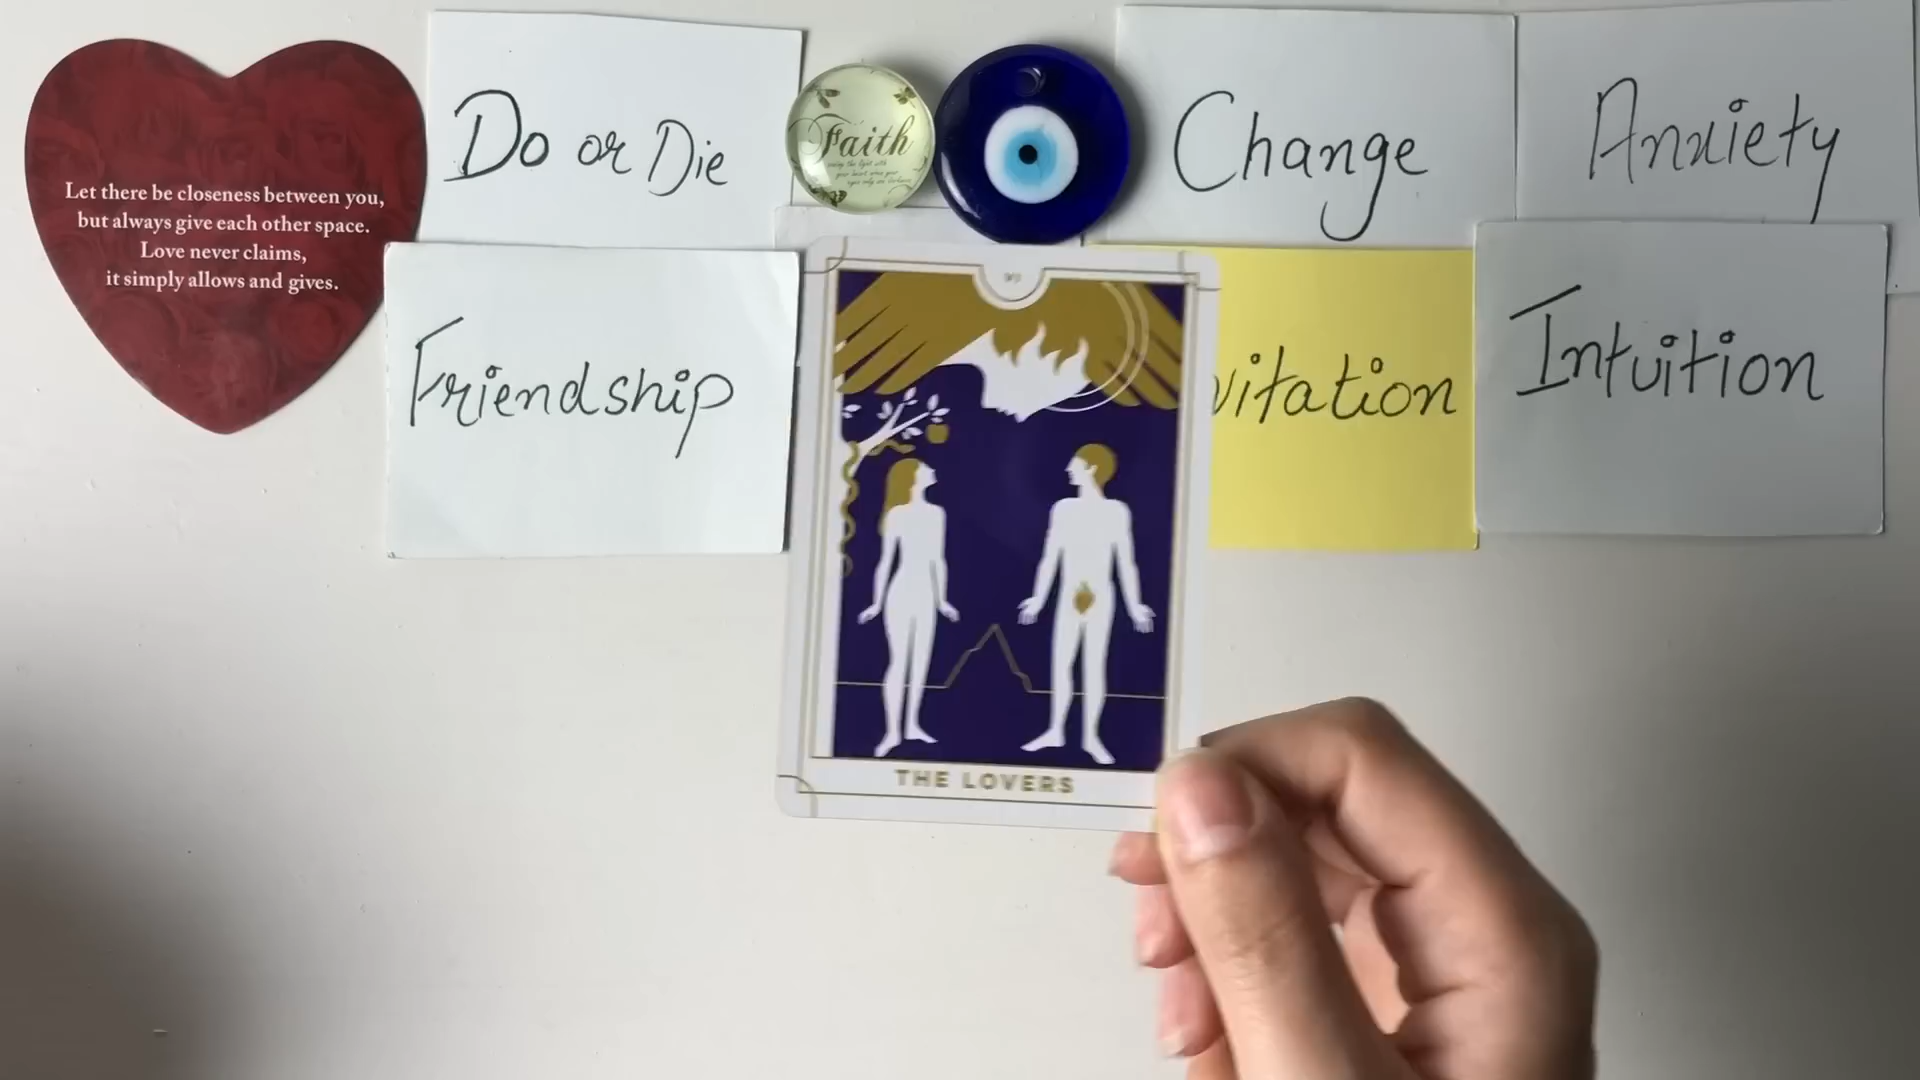 Let there be closeness between you,
but always give each other space.
Love never claims,
it simply allows and gives.
Do or Die
Faith
Change
Anxiety
Friendship
vitation
Intuition
VI
THE LOVERS